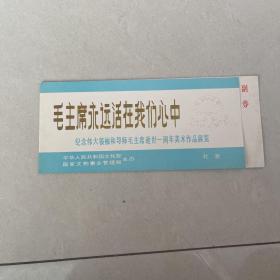 毛主席永远活在我们心中
纪念伟大领袖和导师毛主席逝世一周年美术作品展览
中华人民共和国文化部
国家文物事业管理局 主办
北京
副券